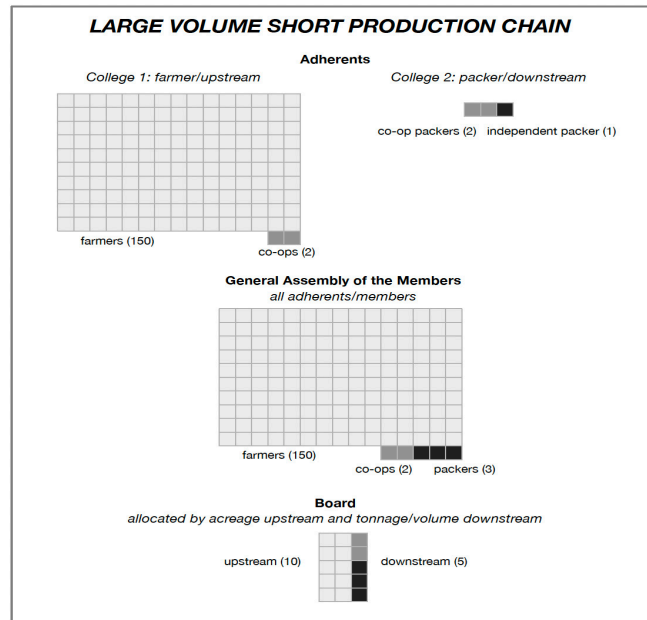 LARGE VOLUME SHORT PRODUCTION CHAIN
Adherents
College 1: farmer/upstream
College 2: packer/downstream
co-op packers (2) independent packer (1)
farmers (150)
co-ops (2)
General Assembly of the Members
all adherents/members
farmers (150)
co-ops (2) packers (3)
Board
allocated by acreage upstream and tonnage/volume downstream
upstream (10)
downstream (5)